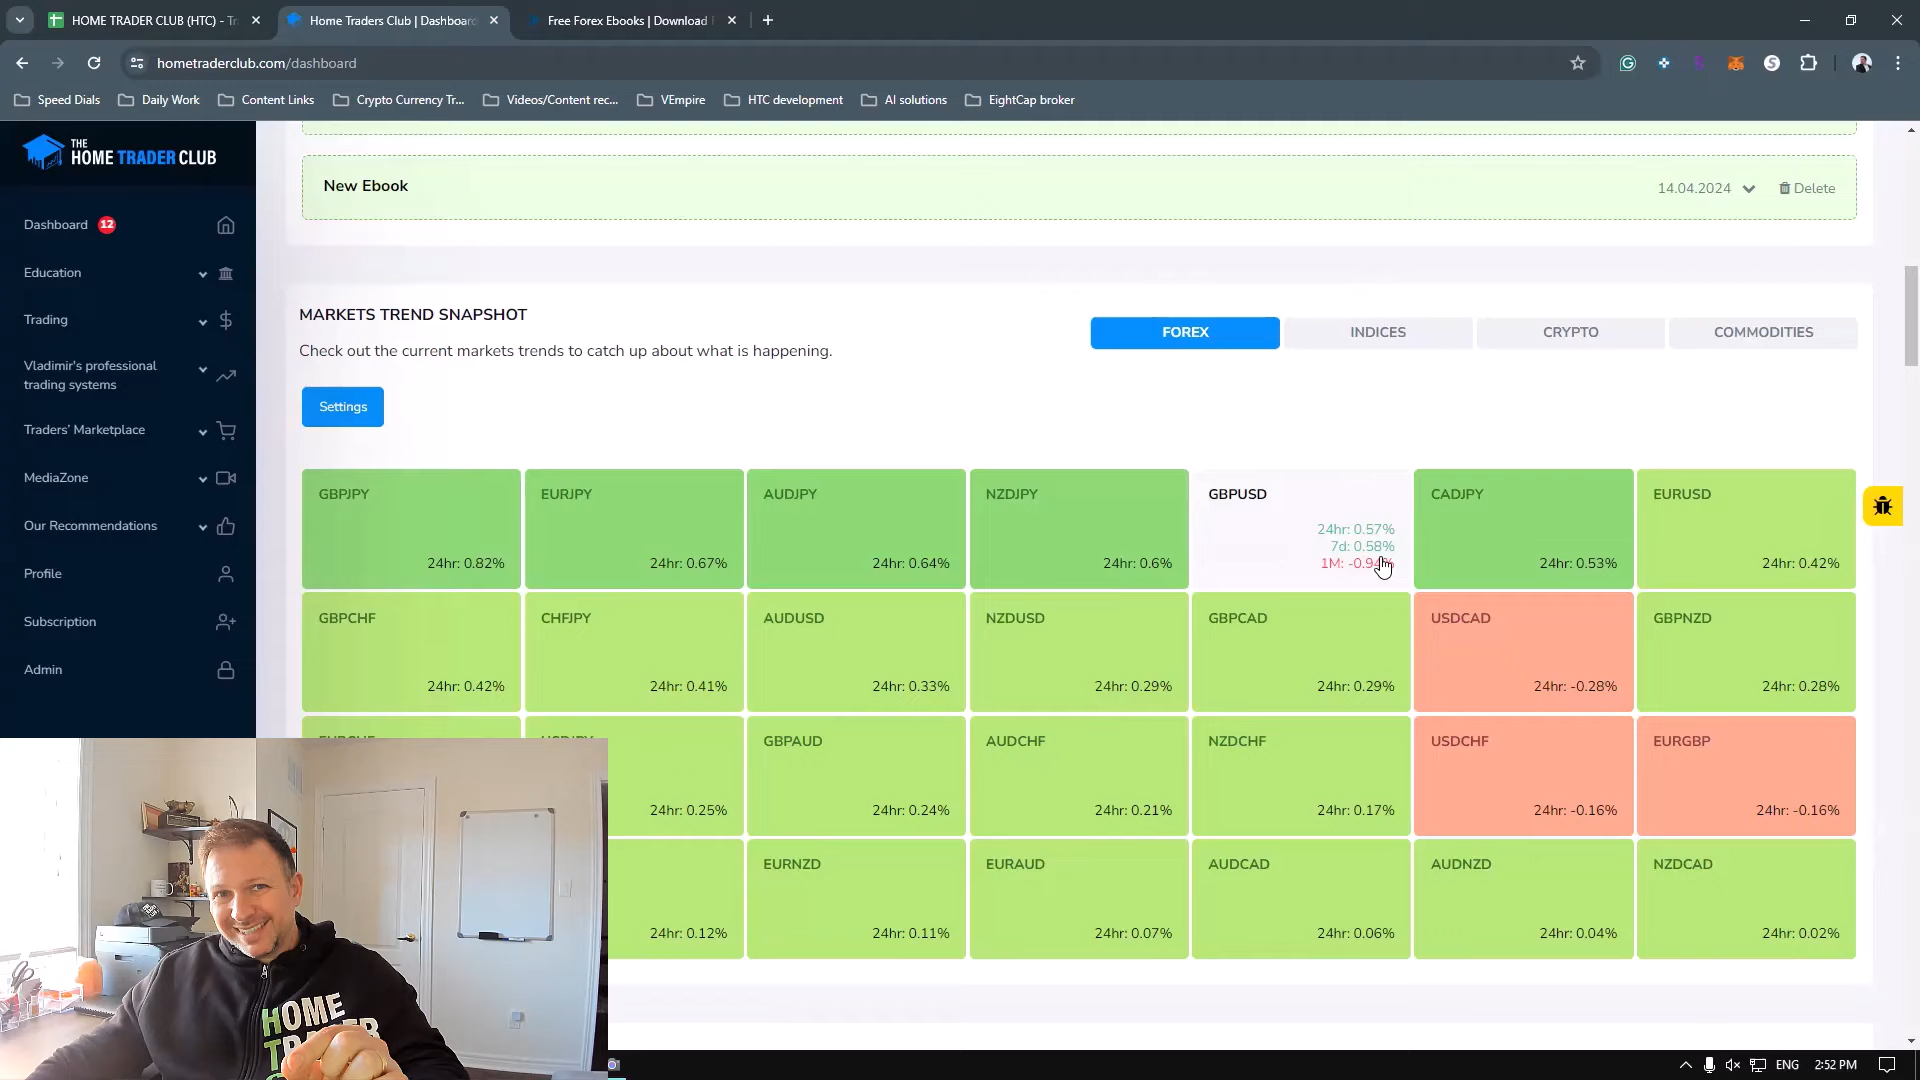 HOME TRADER CLUB (HTC) - Tr
Home Traders Club | Dashboard
Free Forex Ebooks | Download
hometraderclub.com/dashboard
Speed Dials
Daily Work
Content Links
Crypto Currency Tr...
Videos/Content rec...
VEmpire
HTC development
AI solutions
EightCap broker
THE
HOME TRADER CLUB
Dashboard 12
Education
Trading
Vladimir's professional
trading systems
Traders' Marketplace
MediaZone
Our Recommendations
Profile
Subscription
Admin
New Ebook
14.04.2024
Delete
MARKETS TREND SNAPSHOT
Check out the current markets trends to catch up about what is happening.
FOREX
INDICES
CRYPTO
COMMODITIES
Settings
GBPJPY
24hr: 0.82%
EURJPY
24hr: 0.67%
AUDJPY
24hr: 0.64%
NZDJPY
24hr: 0.6%
GBPUSD
24hr: 0.57%
7d: 0.58%
1M: -0.94%
CADJPY
24hr: 0.53%
EURUSD
24hr: 0.42%
GBPCHF
24hr: 0.42%
CHFJPY
24hr: 0.41%
AUDUSD
24hr: 0.33%
NZDUSD
24hr: 0.29%
GBPCAD
24hr: 0.29%
USDCAD
24hr: -0.28%
GBPNZD
24hr: 0.28%
24hr: 0.25%
GBPAUD
24hr: 0.24%
AUDCHF
24hr: 0.21%
NZDCHF
24hr: 0.17%
USDCHF
24hr: -0.16%
EURGBP
24hr: -0.16%
24hr: 0.12%
EURNZD
24hr: 0.11%
EURAUD
24hr: 0.07%
AUDCAD
24hr: 0.06%
AUDNZD
24hr: 0.04%
NZDCAD
24hr: 0.02%
HOME
ENG
2:52 PM